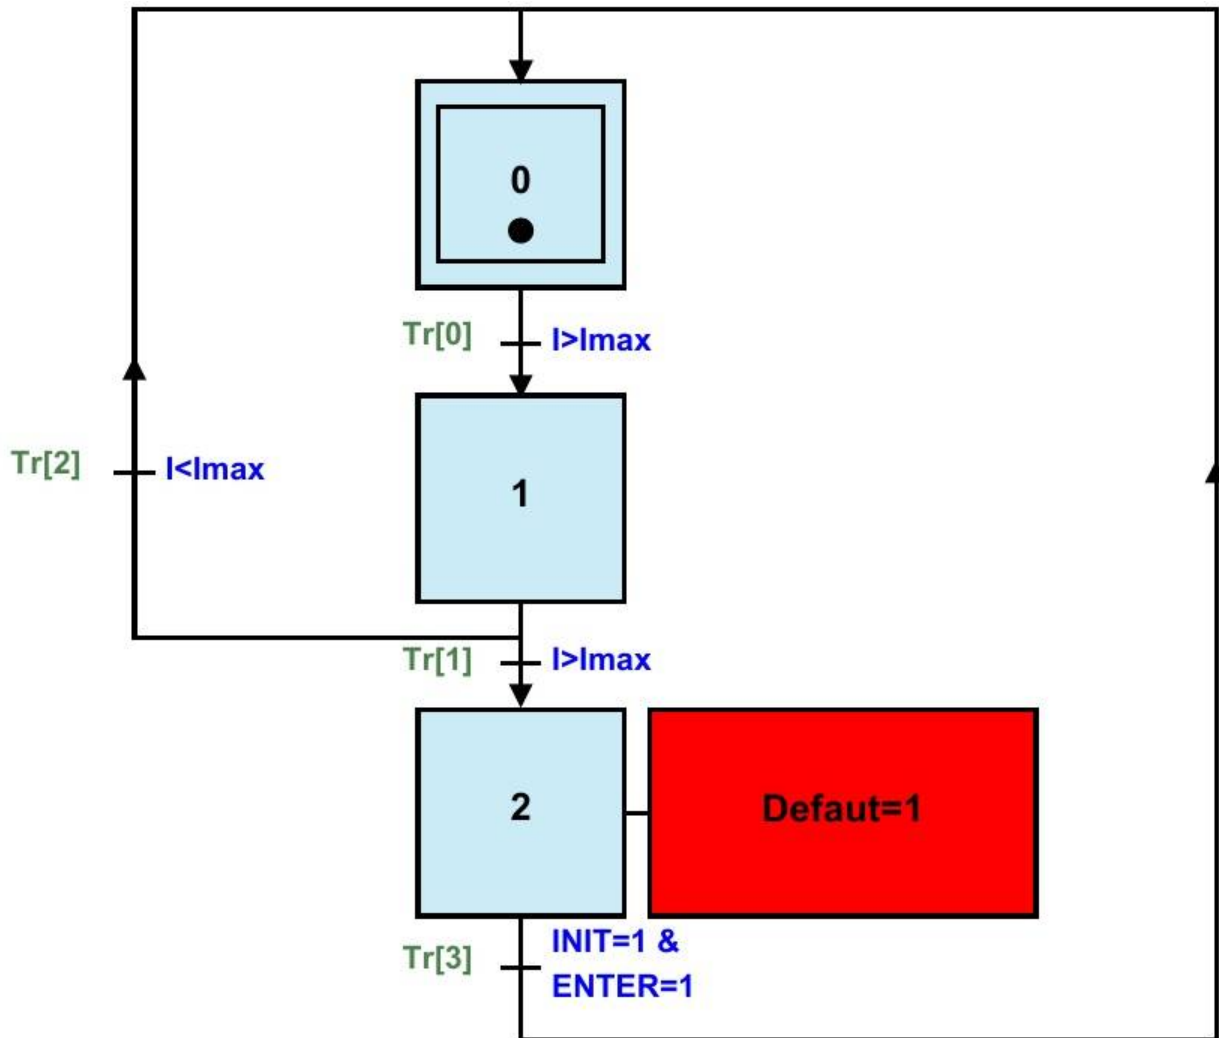 0
Tr[0]
I>Imax
Tr[2]
I<Imax
1
Tr[1]
I>Imax
2
Defaut=1
Tr[3]
INIT=1 &
ENTER=1